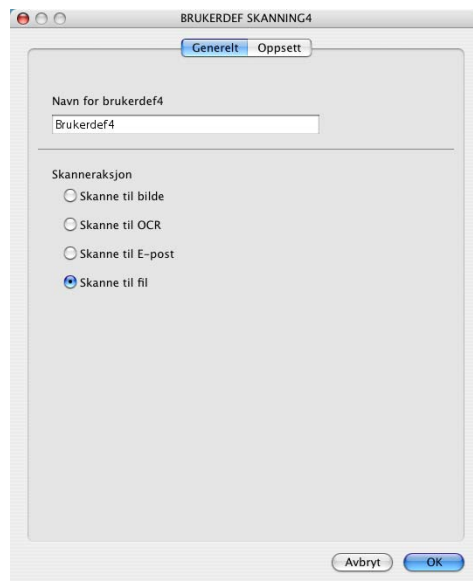 BRUKERDEF SKANNING4
Generelt Oppsett
Navn for brukerdef4
Brukerdef4
Skanneraksjon
Skanne til bilde
Skanne til OCR
Skanne til E-post
Skanne til fil
Avbryt OK